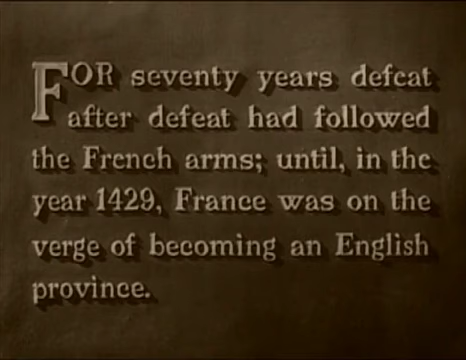 FOR seventy years defeat
after defeat had followed
the French arms; until, in the
year 1429, France was on the
verge of becoming an English
province.